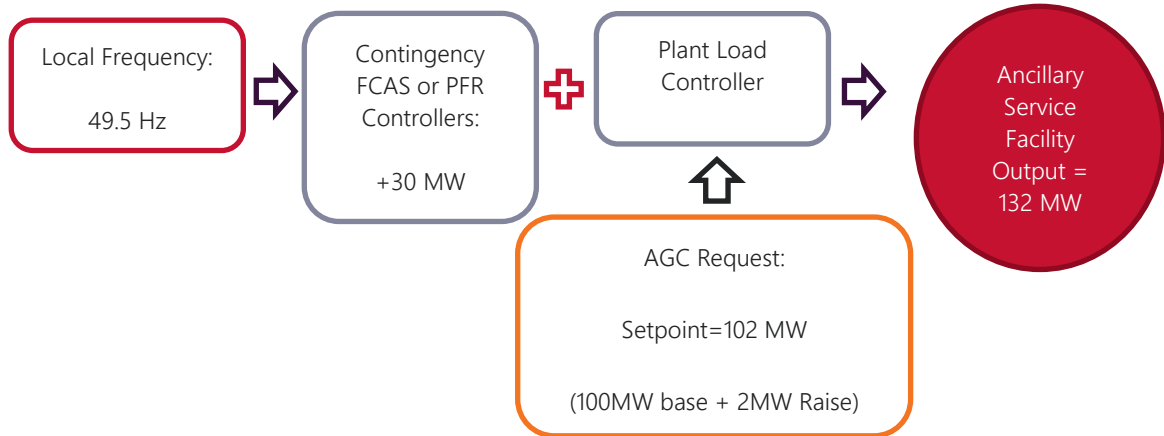 Local Frequency:
49.5 Hz
Contingency
FCAS or PFR
Controllers:
+30 MW
Plant Load
Controller
Ancillary
Service
Facility
Output =
132 MW
AGC Request:
Setpoint=102 MW
(100MW base + 2MW Raise)